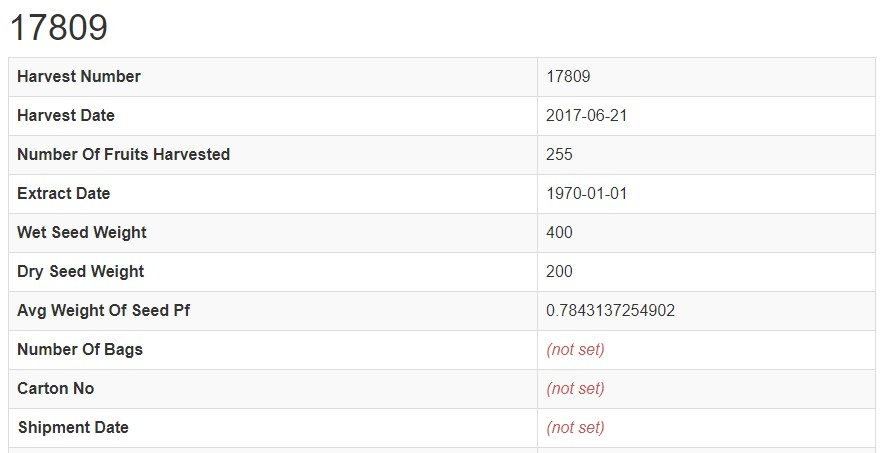 17809
Harvest Number 17809
Harvest Date 2017-06-21
Number Of Fruits Harvested 255
Extract Date 1970-01-01
Wet Seed Weight 400
Dry Seed Weight 200
Avg Weight Of Seed Pf 0.7843137254902
Number Of Bags (not set)
Carton No (not set)
Shipment Date (not set)